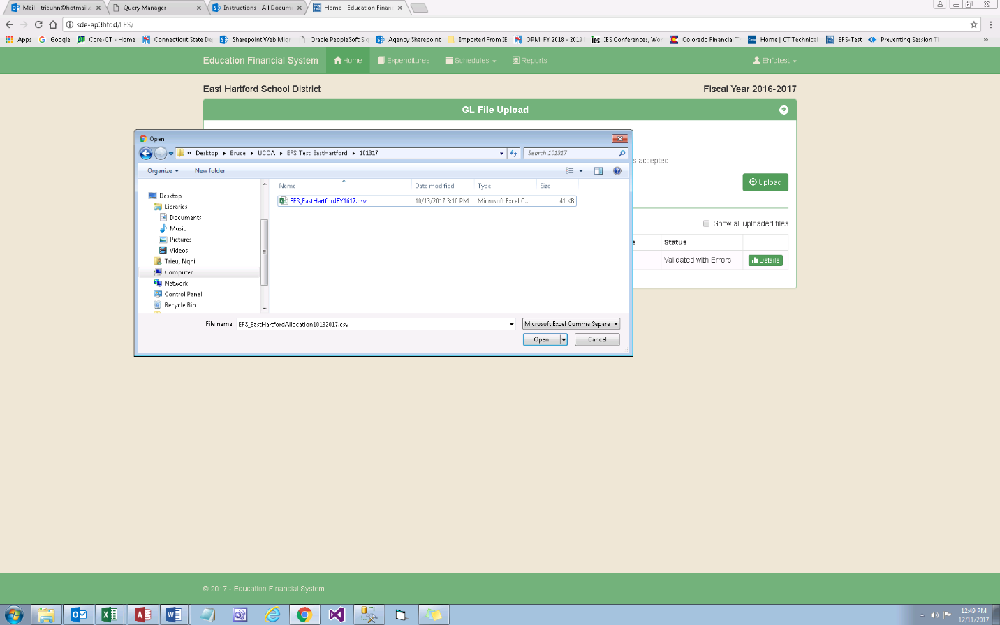 Mail - trieuhn@hotmail.c
Query Manager
Instructions - All Docume
Home - Education Finan
sde-ap3hfdd/EFS/
Apps
Google
Core-CT - Home
Connecticut State De
Sharepoint Web Migr
Oracle PeopleSoft Sig
Agency Sharepoint
Imported From IE
OPM: FY 2018 - 2019
ies IES Conferences, Wor
Colorado Financial Tr
Home | CT Technical
EFS-Test
Preventing Session Ti
»
Education Financial System
Home
Expenditures
Schedules
Reports
Ehfdtest
East Hartford School District
Fiscal Year 2016-2017
GL File Upload
Open
« Desktop
Bruce
UCOA
EFS_Test_EastHartford
101317
Search 101317
s accepted.
Organize
New folder
Upload
Name
Date modified
Type
Size
Desktop
EFS_EastHartfordFY1617.csv
10/13/2017 3:10 PM
Microsoft Excel C...
41 KB
Libraries
Documents
Music
Pictures
Videos
Trieu, Nghi
Computer
Network
Control Panel
Recycle Bin
Show all uploaded files
e
Status
Validated with Errors
Details
File name:
EFS_EastHartfordAllocation10132017.csv
Microsoft Excel Comma Separa
Open
Cancel
© 2017 - Education Financial System
12:49 PM
12/11/2017